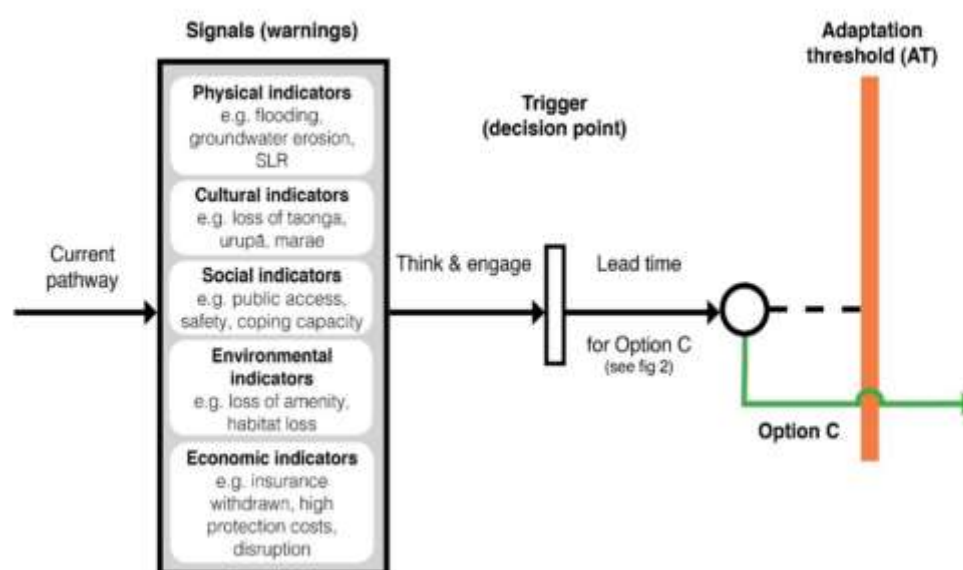 Signals (warnings)
Adaptation
threshold (AT)
Physical indicators
e.g. flooding,
groundwater erosion,
SLR
Trigger
(decision point)
Cultural indicators
e.g. loss of taonga,
urupā, marae
Current
pathway
Social indicators
e.g. public access,
safety, coping capacity
Think & engage
Lead time
for Option C
(see fig 2)
Environmental
indicators
e.g. loss of amenity,
habitat loss
Option C
Economic indicators
e.g. insurance
withdrawn, high
protection costs,
disruption